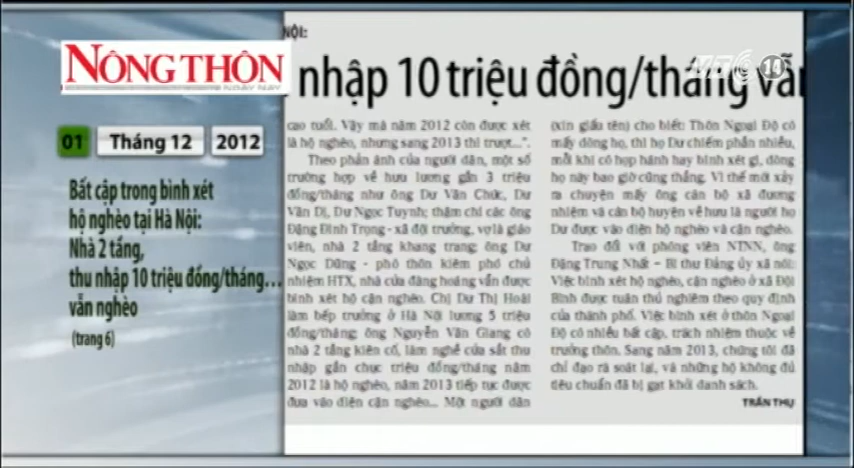 NỘI:
NÔNG THÔN
NGÀY NAY
nhập 10 triệu đồng/tháng vẫn
VTC 14
01 Tháng 12 2012
Bất cập trong bình xét
hộ nghèo tại Hà Nội:
Nhà 2 tầng,
thu nhập 10 triệu đồng/tháng...
vẫn nghèo
(trang 6)
cao tuổi. Vậy mà năm 2012 còn được xét
là hộ nghèo, nhưng sang 2013 thì trượt...".
Theo phản ánh của người dân, một số
trường hợp về hưu lương gần 3 triệu
đồng/tháng như ông Dư Văn Chức, Dư
Văn Dị, Dư Ngọc Tuynh; thậm chí các ông
Đặng Đình Trọng - xã đội trưởng, vợ là giáo
viên, nhà 2 tầng khang trang; ông Dư
Ngọc Dũng - phó thôn kiêm phó chủ
nhiệm HTX, nhà cửa đàng hoàng vẫn được
bình xét hộ cận nghèo. Chị Dư Thị Hoài
làm bếp trưởng ở Hà Nội lương 5 triệu
đồng/tháng; ông Nguyễn Văn Giang có
nhà 2 tầng kiên cố, làm nghề cửa sắt thu
nhập gần chục triệu đồng/tháng năm
2012 là hộ nghèo, năm 2013 tiếp tục được
đưa vào diện cận nghèo... Một người dân
(xin giấu tên) cho biết: Thôn Ngoại Độ có
mấy dòng họ, thì họ Dư chiếm phần nhiều,
mỗi khi có họp hành hay bình xét gì, dòng
họ này bao giờ cũng thắng. Vì thế mới xảy
ra chuyện mấy ông cán bộ xã đương
nhiệm và cán bộ huyện về hưu là người họ
Dư được vào diện hộ nghèo và cận nghèo.
Trao đổi với phóng viên NTNN, ông
Đặng Trung Nhất – Bí thư Đảng ủy xã nói:
Việc bình xét hộ nghèo, cận nghèo ở xã Đội
Bình được tuân thủ nghiêm theo quy định
của thành phố. Việc bình xét ở thôn Ngoại
Độ có nhiều bất cập, trách nhiệm thuộc về
trưởng thôn. Sang năm 2013, chúng tôi đã
chỉ đạo rà soát lại, và những hộ không đủ
tiêu chuẩn đã bị gạt khỏi danh sách.
TRẦN THỤ